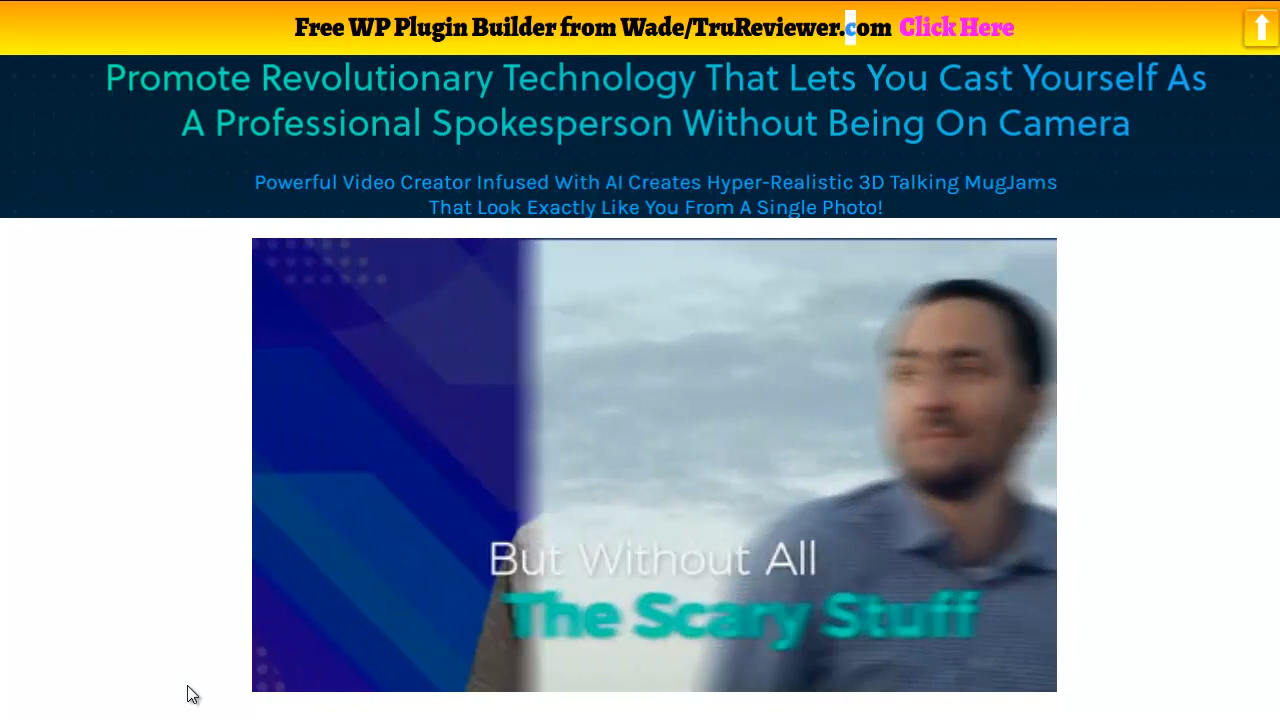 Free WP Plugin Builder from Wade/TruReviewer.com Click Here
Promote Revolutionary Technology That Lets You Cast Yourself As
A Professional Spokesperson Without Being On Camera
Powerful Video Creator Infused With AI Creates Hyper-Realistic 3D Talking MugJams
That Look Exactly Like You From A Single Photo!
But Without All
The Scary Stuff